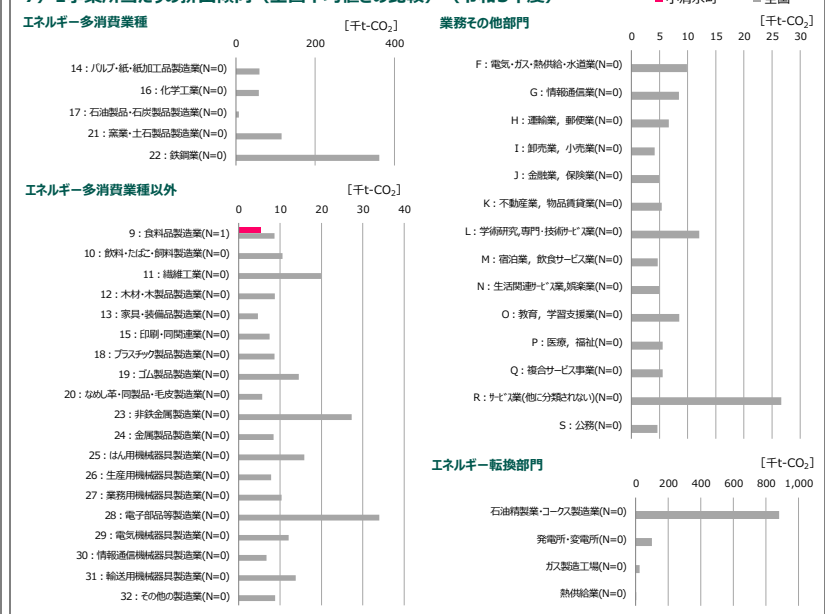 エネルギー多消費業種
[千t-CO₂]
0 200 400
14：パルプ・紙・紙加工品製造業(N=0)
16：化学工業(N=0)
17：石油製品・石炭製品製造業(N=0)
21：窯業・土石製品製造業(N=0)
22：鉄鋼業(N=0)
エネルギー多消費業種以外
[千t-CO₂]
0 10 20 30 40
9：食料品製造業(N=1)
10：飲料・たばこ・飼料製造業(N=0)
11：繊維工業(N=0)
12：木材・木製品製造業(N=0)
13：家具・装備品製造業(N=0)
15：印刷・同関連業(N=0)
18：プラスチック製品製造業(N=0)
19：ゴム製品製造業(N=0)
20：なめし革・同製品・毛皮製造業(N=0)
23：非鉄金属製造業(N=0)
24：金属製品製造業(N=0)
25：はん用機械器具製造業(N=0)
26：生産用機械器具製造業(N=0)
27：業務用機械器具製造業(N=0)
28：電子部品等製造業(N=0)
29：電気機械器具製造業(N=0)
30：情報通信機械器具製造業(N=0)
31：輸送用機械器具製造業(N=0)
32：その他の製造業(N=0)
業務その他部門
[千t-CO₂]
0 5 10 15 20 25 30
F：電気・ガス・熱供給・水道業(N=0)
G：情報通信業(N=0)
H：運輸業，郵便業(N=0)
I：卸売業，小売業(N=0)
J：金融業，保険業(N=0)
K：不動産業，物品賃貸業(N=0)
L：学術研究,専門・技術ｻｰﾋﾞｽ業(N=0)
M：宿泊業，飲食サービス業(N=0)
N：生活関連ｻｰﾋﾞｽ業,娯楽業(N=0)
O：教育，学習支援業(N=0)
P：医療，福祉(N=0)
Q：複合サービス事業(N=0)
R：ｻｰﾋﾞｽ業(他に分類されない)(N=0)
S：公務(N=0)
エネルギー転換部門
[千t-CO₂]
0 200 400 600 800 1,000
石油精製業・コークス製造業(N=0)
発電所・変電所(N=0)
ガス製造工場(N=0)
熱供給業(N=0)